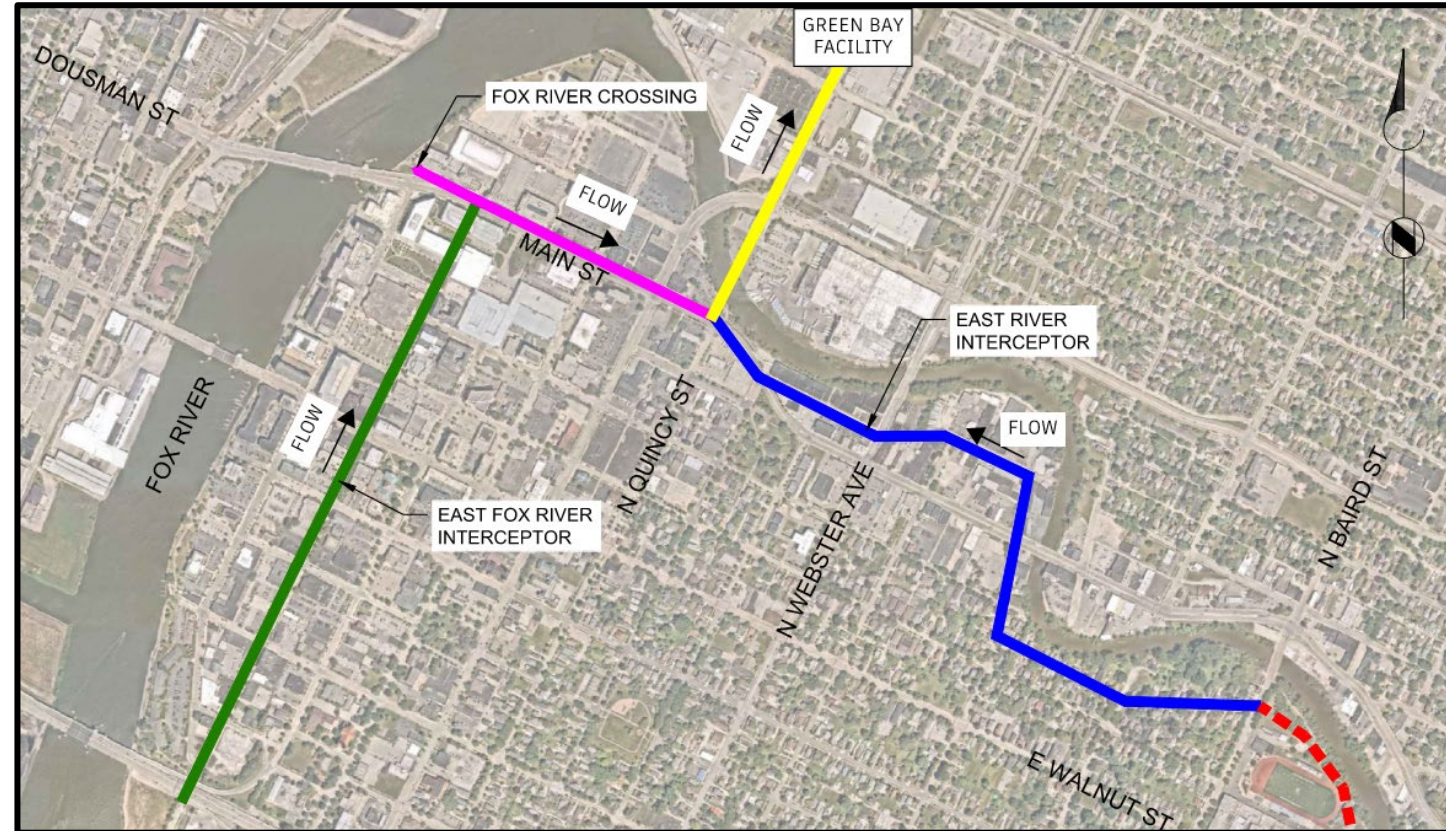 GREEN BAY
FACILITY
DOUSMAN ST
FOX RIVER CROSSING
FLOW
FLOW
MAIN ST
EAST RIVER
INTERCEPTOR
FLOW
FOX RIVER
FLOW
N QUINCY ST
N BAIRD ST
EAST FOX RIVER
INTERCEPTOR
N WEBSTER AVE
E WALNUT ST